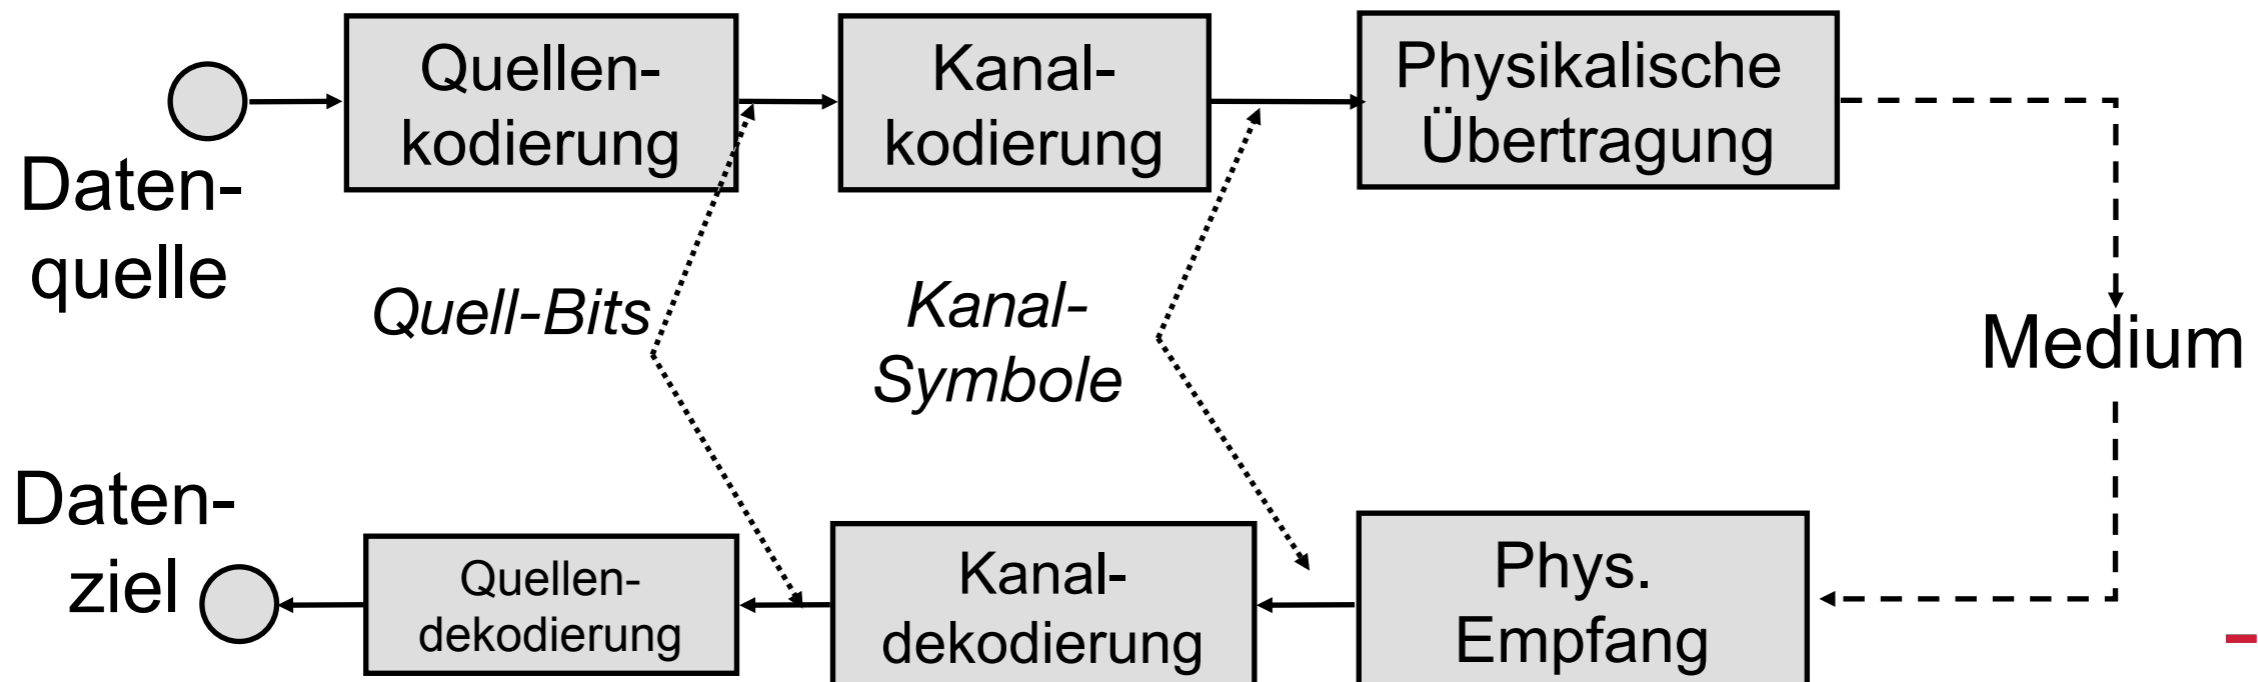 Quellen-
kodierung
Kanal-
kodierung
Physikalische
Übertragung
Daten-
quelle
Quell-Bits
Kanal-
Symbole
Medium
Daten-
ziel
Quellen-
dekodierung
Kanal-
dekodierung
Phys.
Empfang